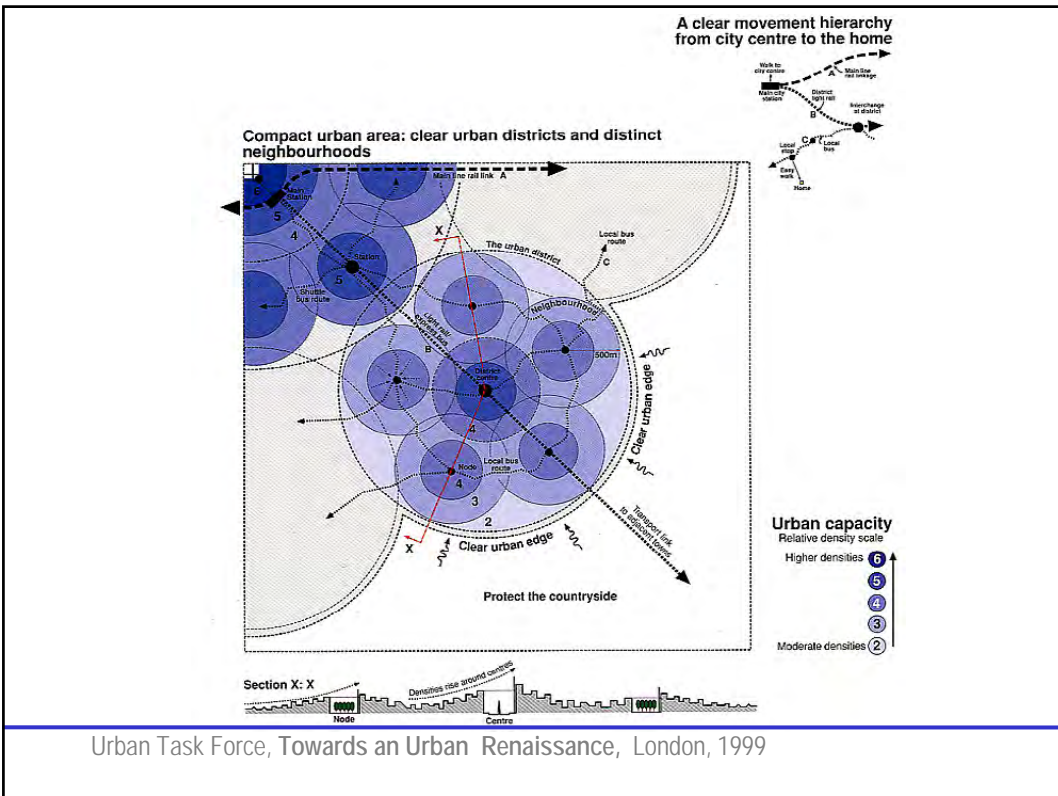 A clear movement hierarchy
from city centre to the home
Walk to
city centre
Main city
station
A
Main line
rail linkage
District
light rail
B
Interchange
at district
C
Local
bus
Local
stop
Easy
work
Home
Compact urban area: clear urban districts and distinct
neighbourhoods
6
Main line rail link A
Main
Station
5
4
X
Station
5
Shuttle
bus route
The urban district
Local bus
route
C
Neighbourhood
Light rail/
express bus
B
500m
District
centre
Clear urban edge
4
Node
Local bus
route
4
3
2
X
Clear urban edge
Transport link
to adjacent towns
Protect the countryside
Urban capacity
Relative density scale
Higher densities 6
5
4
3
Moderate densities 2
Section X: X
Densities rise around centres
Node
Centre
Urban Task Force, Towards an Urban Renaissance, London, 1999